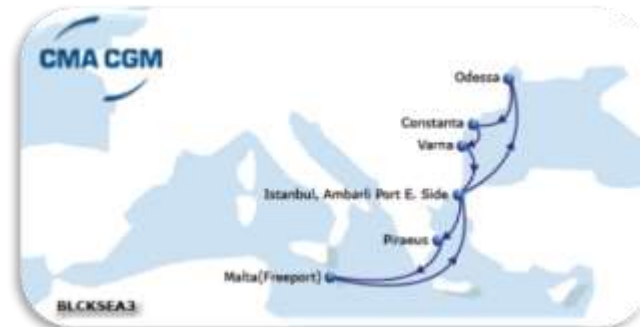 CMA CGM
Odessa
Constanta
Varna
Istanbul, Ambarli Port E. Side
Piraeus
Malta(Freeport)
BLCKSEA3